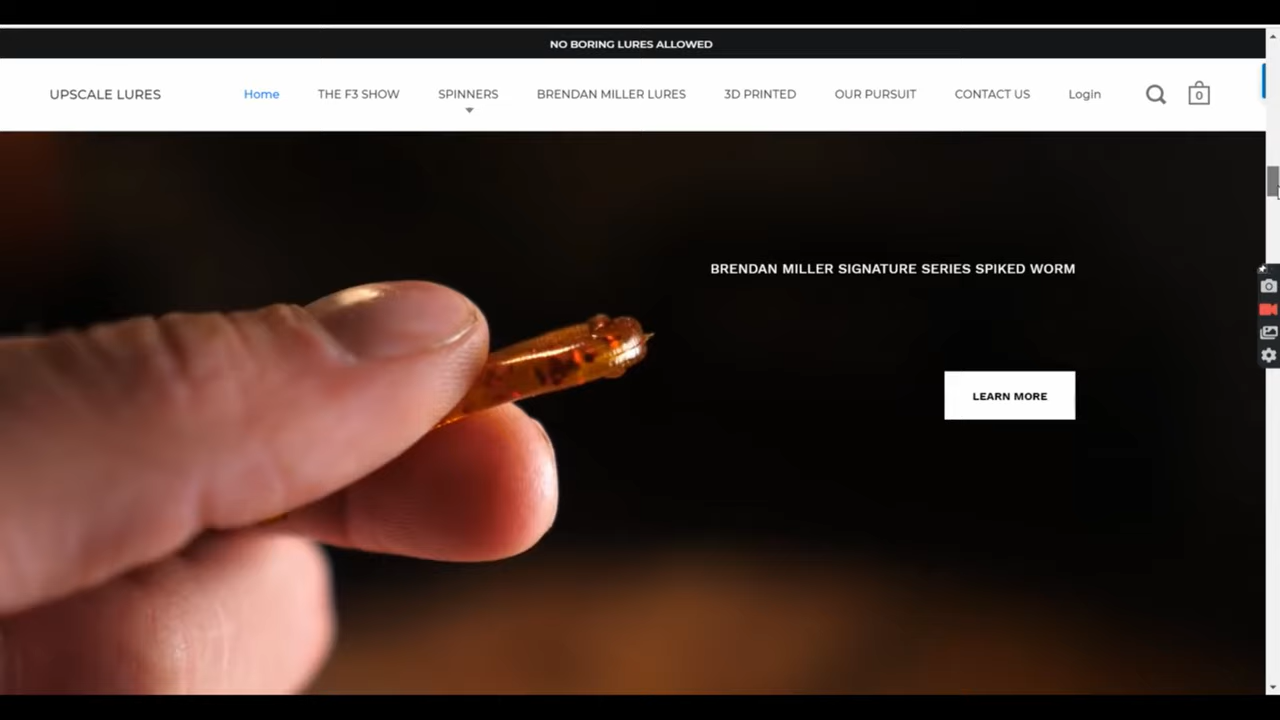 NO BORING LURES ALLOWED
UPSCALE LURES
Home
THE F3 SHOW
SPINNERS
BRENDAN MILLER LURES
3D PRINTED
OUR PURSUIT
CONTACT US
Login
0
BRENDAN MILLER SIGNATURE SERIES SPIKED WORM
LEARN MORE